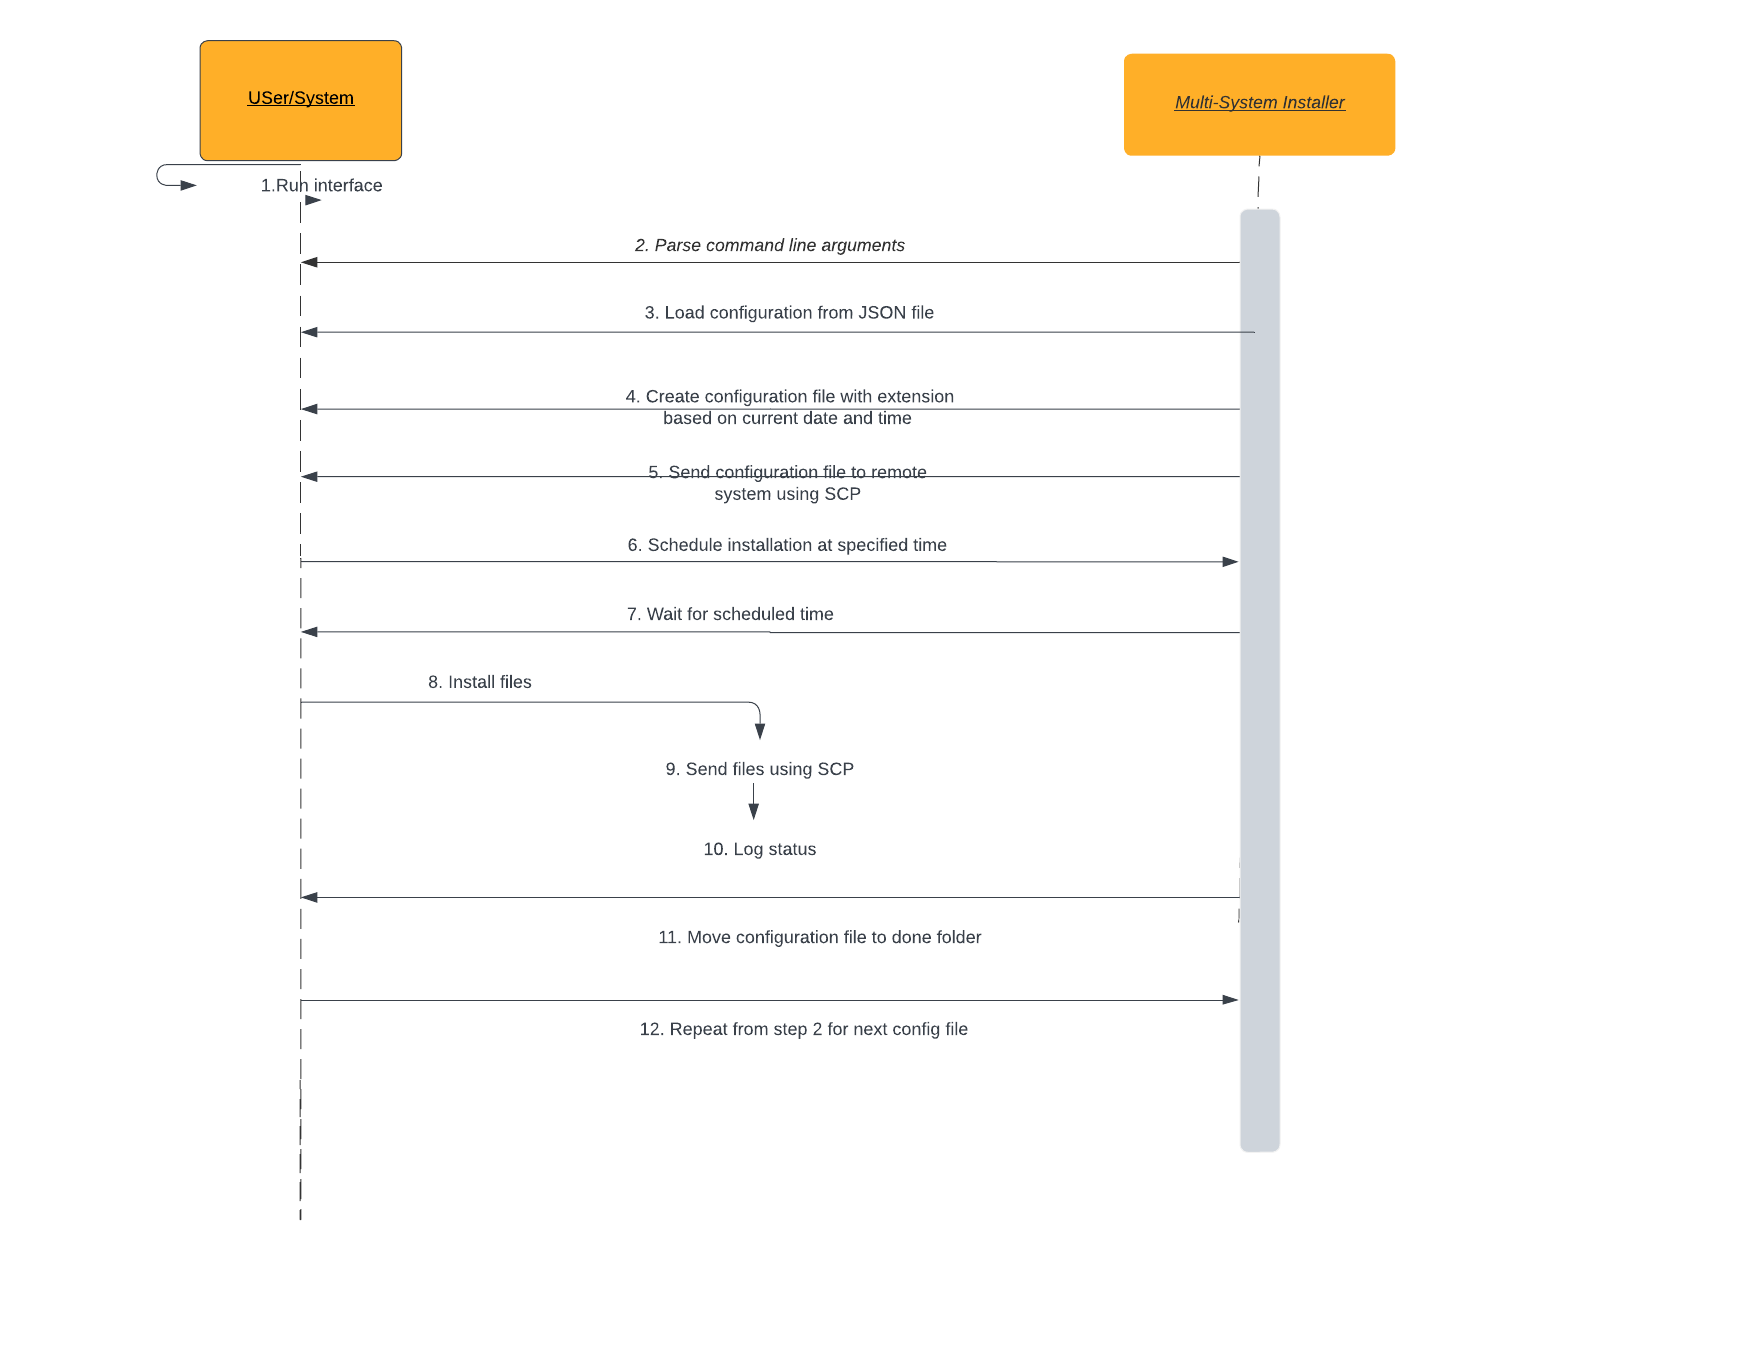 USer/System
Multi-System Installer
1.Run interface
2. Parse command line arguments
3. Load configuration from JSON file
4. Create configuration file with extension
based on current date and time
5. Send configuration file to remote
system using SCP
6. Schedule installation at specified time
7. Wait for scheduled time
8. Install files
9. Send files using SCP
10. Log status
11. Move configuration file to done folder
12. Repeat from step 2 for next config file